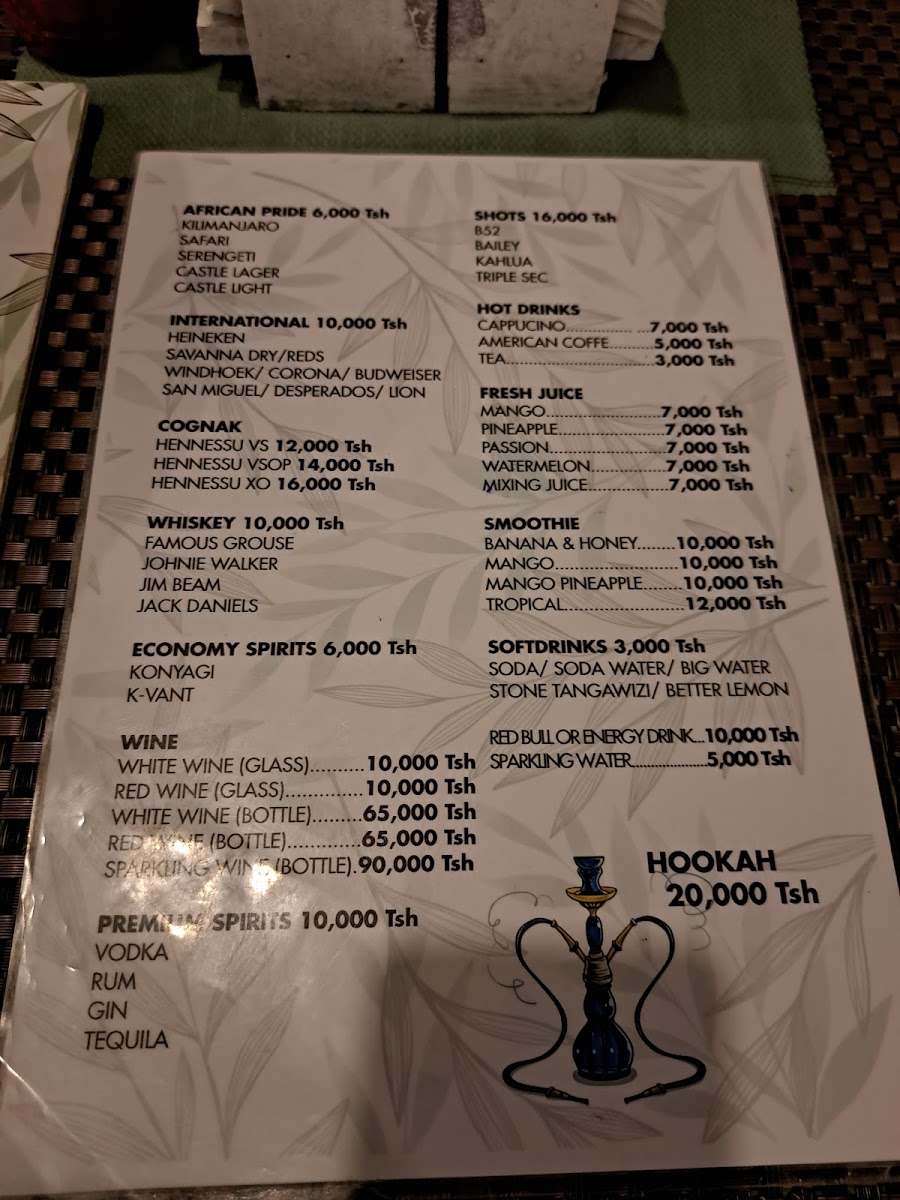 AFRICAN PRIDE 6,000 Tsh
KILIMANJARO
SAFARI
SERENGETI
CASTLE LAGER
CASTLE LIGHT
INTERNATIONAL 10,000 Tsh
HEINEKEN
SAVANNA DRY/REDS
WINDHOEK/ CORONA/ BUDWEISER
SAN MIGUEL/ DESPERADOS/ LION
COGNAK
HENNESSU VS 12,000 Tsh
HENNESSU VSOP 14,000 Tsh
HENNESSU XO 16,000 Tsh
WHISKEY 10,000 Tsh
FAMOUS GROUSE
JOHNIE WALKER
JIM BEAM
JACK DANIELS
ECONOMY SPIRITS 6,000 Tsh
KONYAGI
K-VANT
WINE
WHITE WINE (GLASS)..........10,000 Tsh
RED WINE (GLASS)..............10,000 Tsh
WHITE WINE (BOTTLE).........65,000 Tsh
RED WINE (BOTTLE).............65,000 Tsh
SPARKLING WINE (BOTTLE).90,000 Tsh
PREMIUM SPIRITS 10,000 Tsh
VODKA
RUM
GIN
TEQUILA
SHOTS 16,000 Tsh
B52
BAILEY
KAHLUA
TRIPLE SEC
HOT DRINKS
CAPPUCINO.............. ...7,000 Tsh
AMERICAN COFFE..........5,000 Tsh
TEA.................................3,000 Tsh
FRESH JUICE
MANGO.........................7,000 Tsh
PINEAPPLE.......................7,000 Tsh
PASSION.........................7,000 Tsh
WATERMELON................7,000 Tsh
MIXING JUICE.................7,000 Tsh
SMOOTHIE
BANANA & HONEY........10,000 Tsh
MANGO..........................10,000 Tsh
MANGO PINEAPPLE........10,000 Tsh
TROPICAL.........................12,000 Tsh
SOFTDRINKS 3,000 Tsh
SODA/ SODA WATER/ BIG WATER
STONE TANGAWIZI/ BETTER LEMON
RED BULL OR ENERGY DRINK...10,000 Tsh
SPARKLING WATER....................5,000 Tsh
HOOKAH
20,000 Tsh